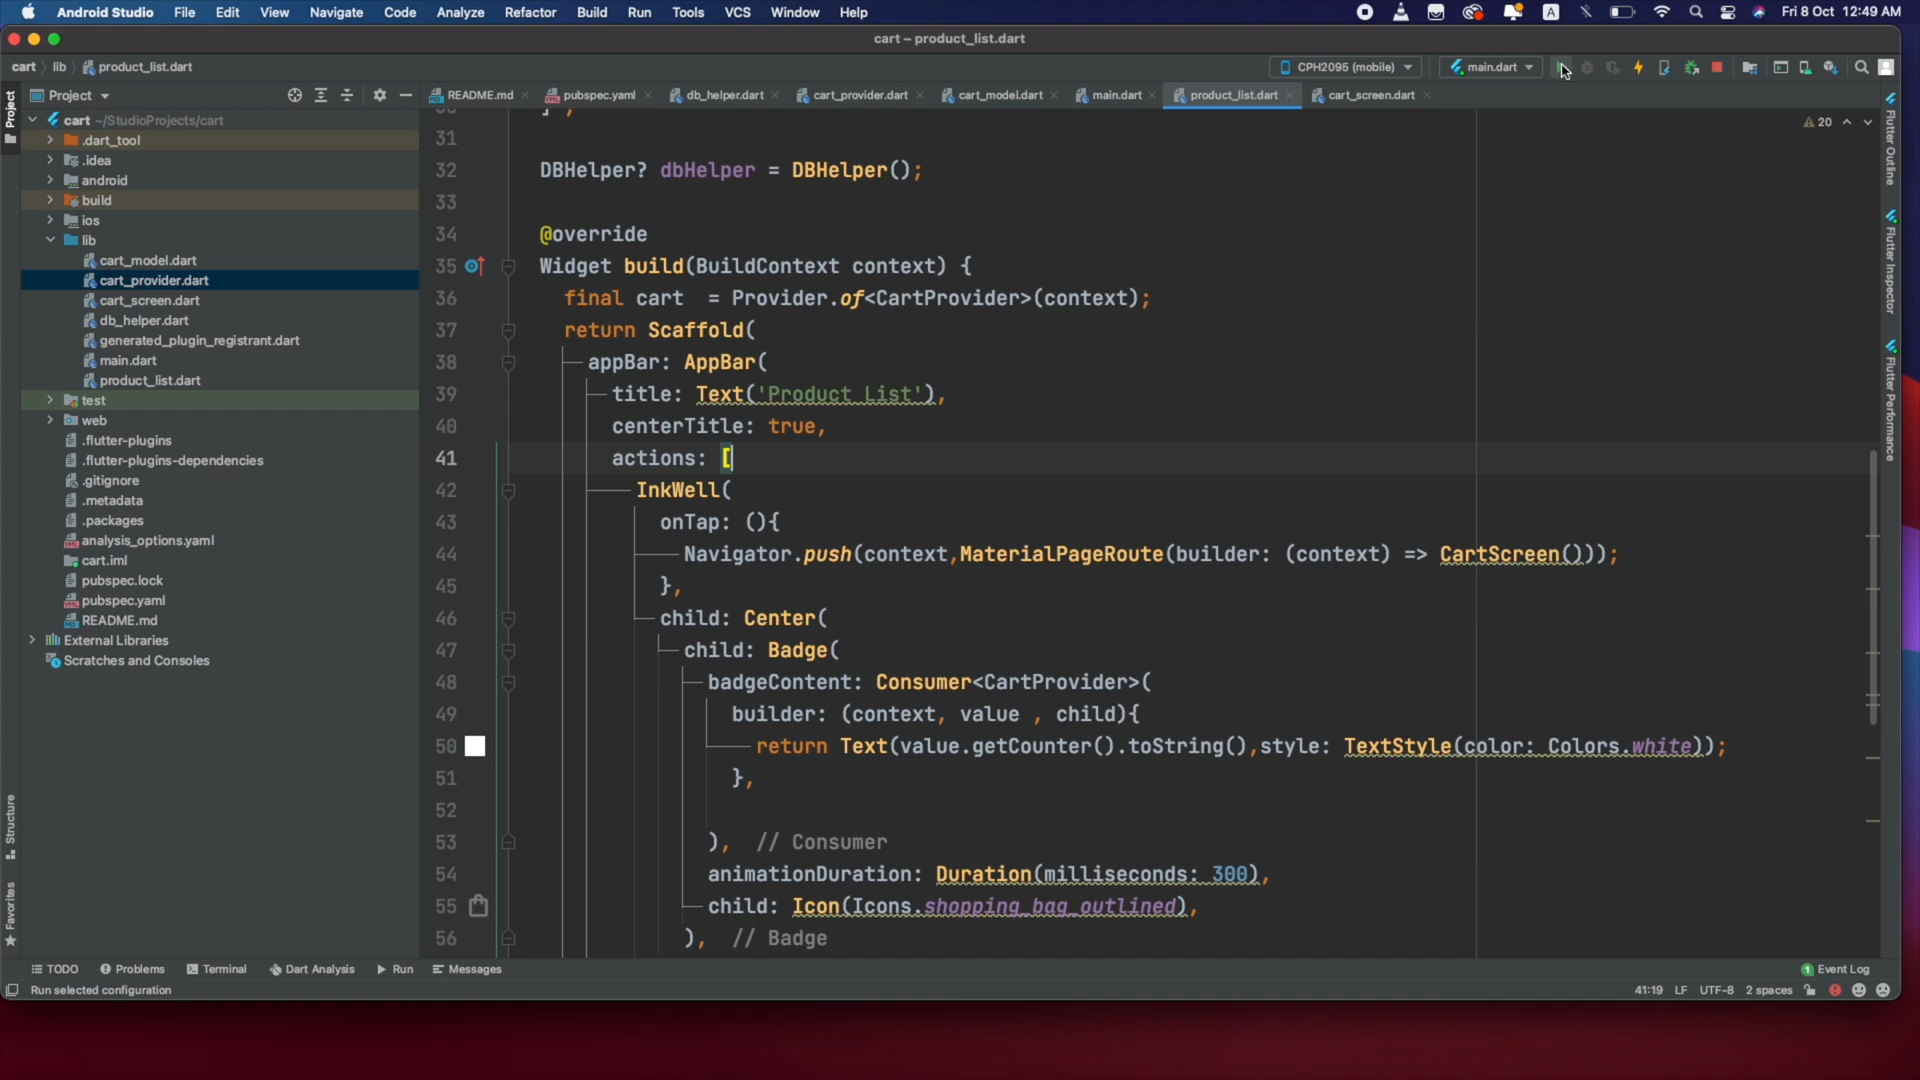 Android Studio File Edit View Navigate Code Analyze Refactor Build Run Tools VCS Window Help A Fri 8 Oct 12:49 AM
cart – product_list.dart
cart lib product_list.dart CPH2095 (mobile) main.dart
Project README.md pubspec.yaml db_helper.dart cart_provider.dart cart_model.dart main.dart product_list.dart cart_screen.dart
Project
Structure
Favorites
cart ~/StudioProjects/cart
.dart_tool
.idea
android
build
ios
lib
cart_model.dart
cart_provider.dart
cart_screen.dart
db_helper.dart
generated_plugin_registrant.dart
main.dart
product_list.dart
test
web
.flutter-plugins
.flutter-plugins-dependencies
.gitignore
.metadata
.packages
analysis_options.yaml
cart.iml
pubspec.lock
pubspec.yaml
README.md
External Libraries
Scratches and Consoles
20
31
32 DBHelper? dbHelper = DBHelper();
33
34 @override
35 Widget build(BuildContext context) {
36 final cart  = Provider.of<CartProvider>(context);
37 return Scaffold(
38 appBar: AppBar(
39 title: Text('Product List'),
40 centerTitle: true,
41 actions: [
42 InkWell(
43 onTap: (){
44 Navigator.push(context,MaterialPageRoute(builder: (context) => CartScreen()));
45 },
46 child: Center(
47 child: Badge(
48 badgeContent: Consumer<CartProvider>(
49 builder: (context, value , child){
50 return Text(value.getCounter().toString(),style: TextStyle(color: Colors.white));
51 },
52
53 ), // Consumer
54 animationDuration: Duration(milliseconds: 300),
55 child: Icon(Icons.shopping_bag_outlined),
56 ), // Badge
Flutter Outline
Flutter Inspector
Flutter Performance
TODO Problems Terminal Dart Analysis Run Messages 1 Event Log
Run selected configuration 41:19 LF UTF-8 2 spaces